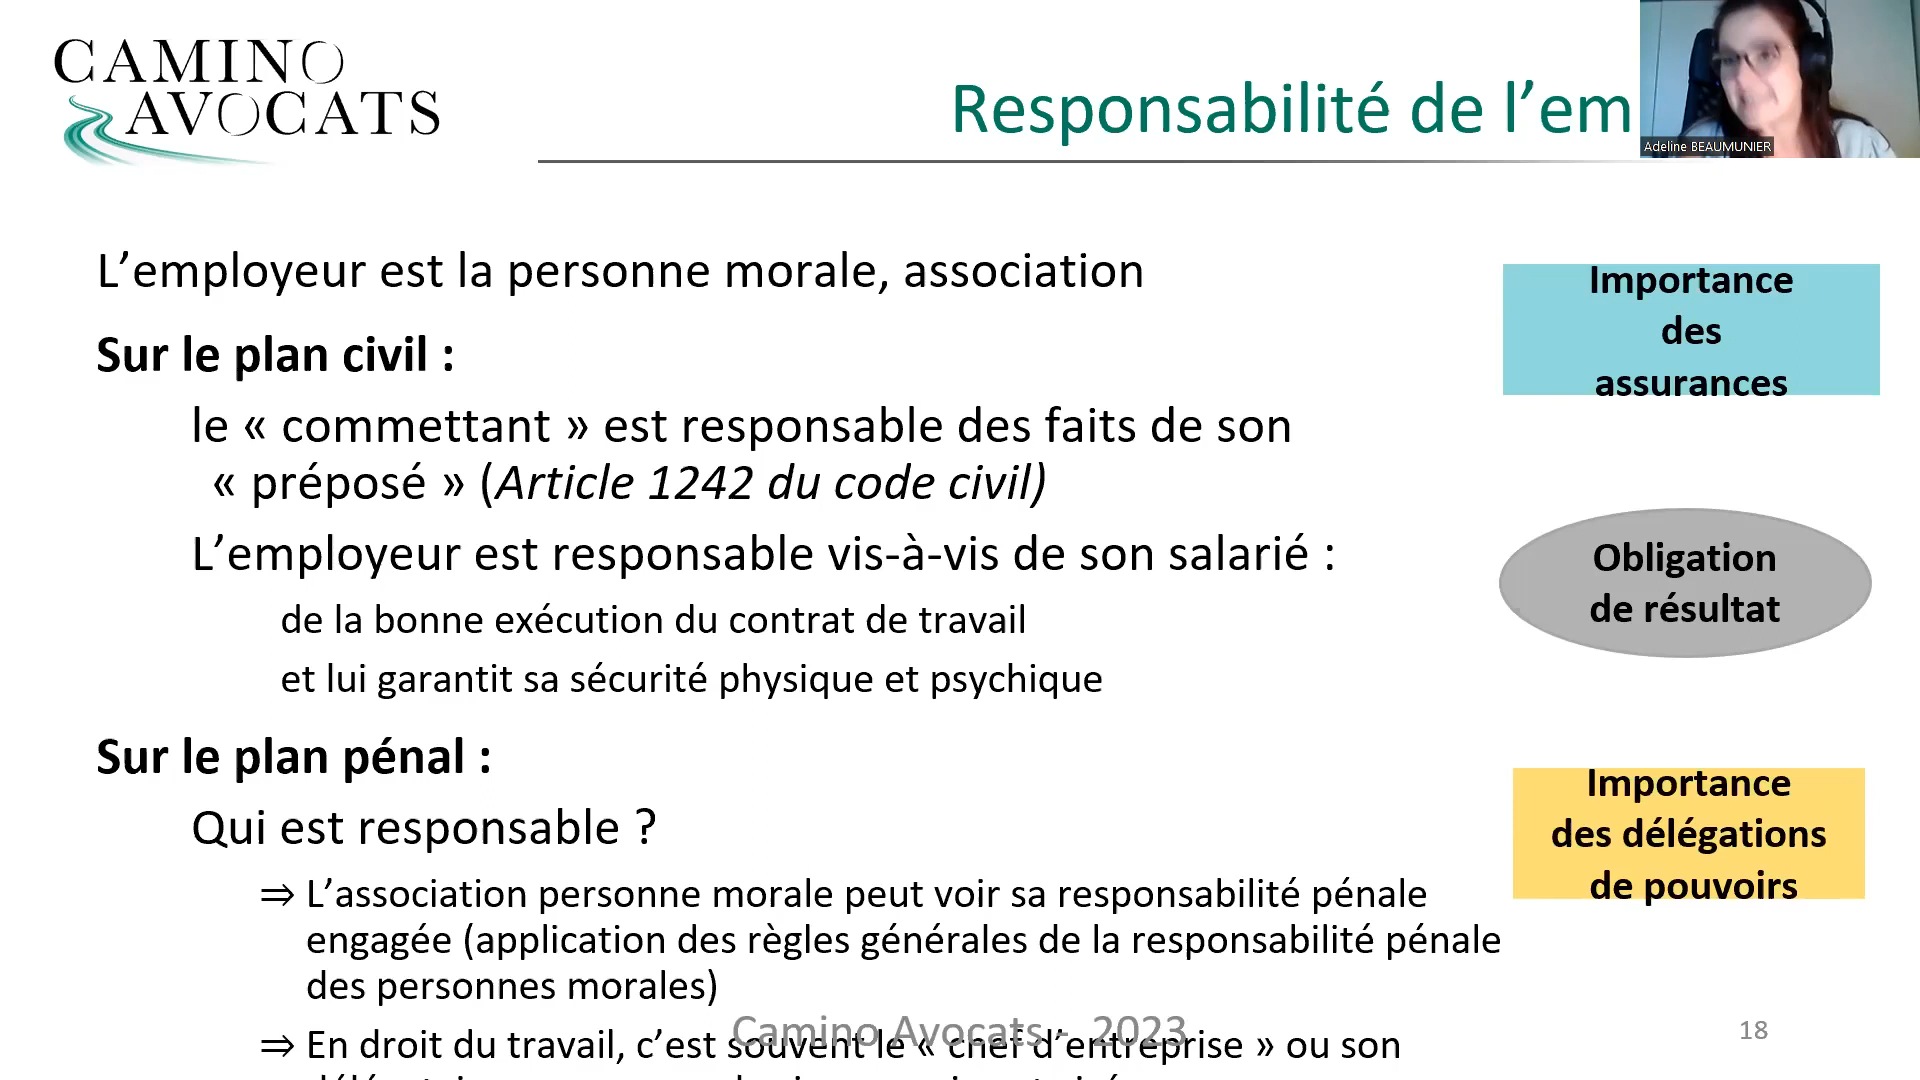 CAMINO
AVOCATS
Responsabilité de l’em
Adeline BEAUMUNIER
L’employeur est la personne morale, association
Sur le plan civil :
le « commettant » est responsable des faits de son
« préposé » (Article 1242 du code civil)
L’employeur est responsable vis-à-vis de son salarié :
de la bonne exécution du contrat de travail
et lui garantit sa sécurité physique et psychique
Sur le plan pénal :
Qui est responsable ?
⇒ L’association personne morale peut voir sa responsabilité pénale
engagée (application des règles générales de la responsabilité pénale
des personnes morales)
⇒ En droit du travail, c’est souvent le « chef d’entreprise » ou son
Importance
des
assurances
Obligation
de résultat
Importance
des délégations
de pouvoirs
Camino Avocats - 2023
18